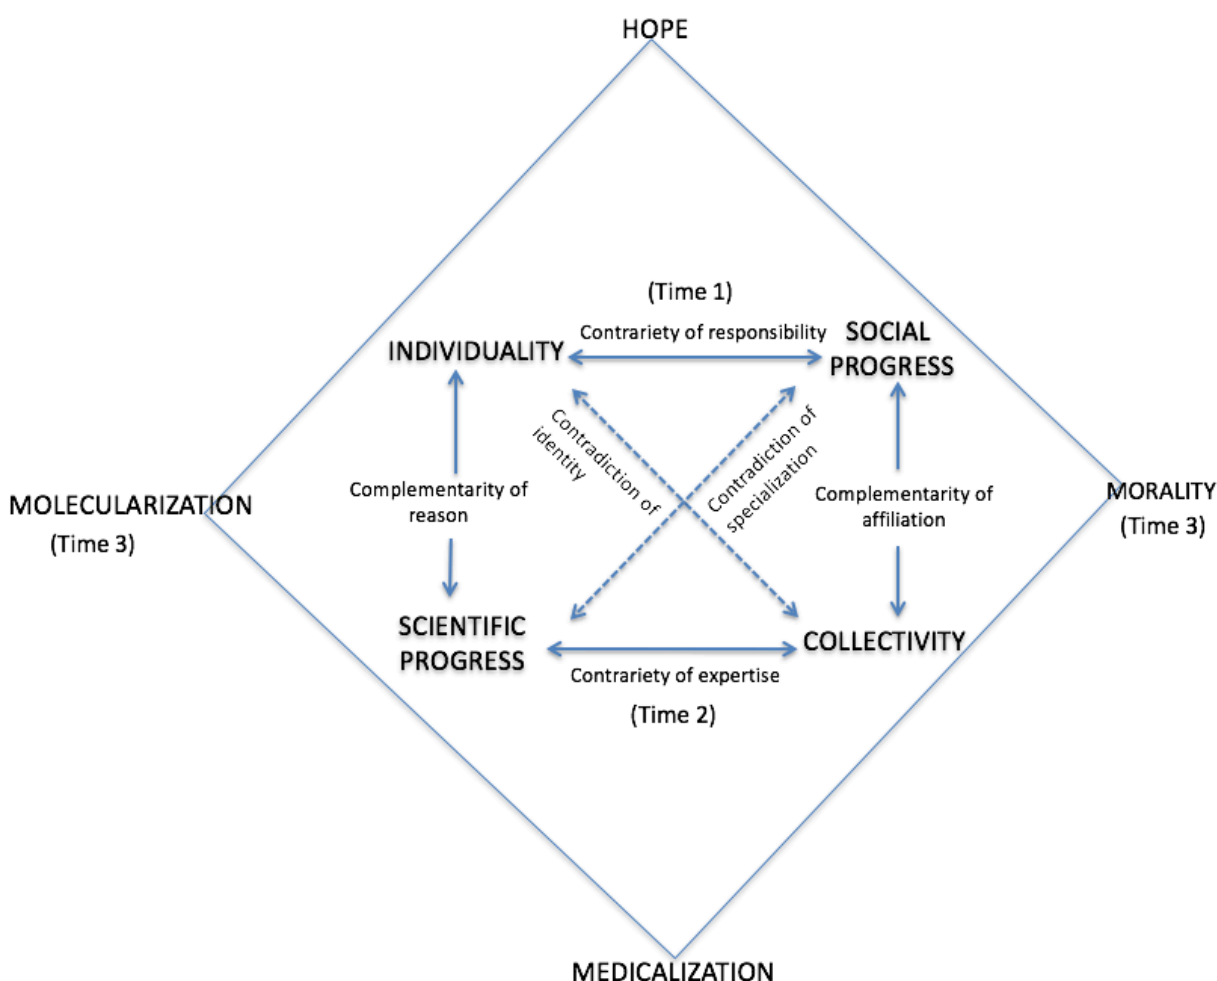 HOPE
(Time 1)
Contrariety of responsibility
INDIVIDUALITY
SOCIAL
PROGRESS
Contradiction of
identity
Contradiction of
specialization
MOLECULARIZATION
(Time 3)
Complementarity of
reason
Complementarity of
affiliation
MORALITY
(Time 3)
SCIENTIFIC
PROGRESS
COLLECTIVITY
Contrariety of expertise
(Time 2)
MEDICALIZATION